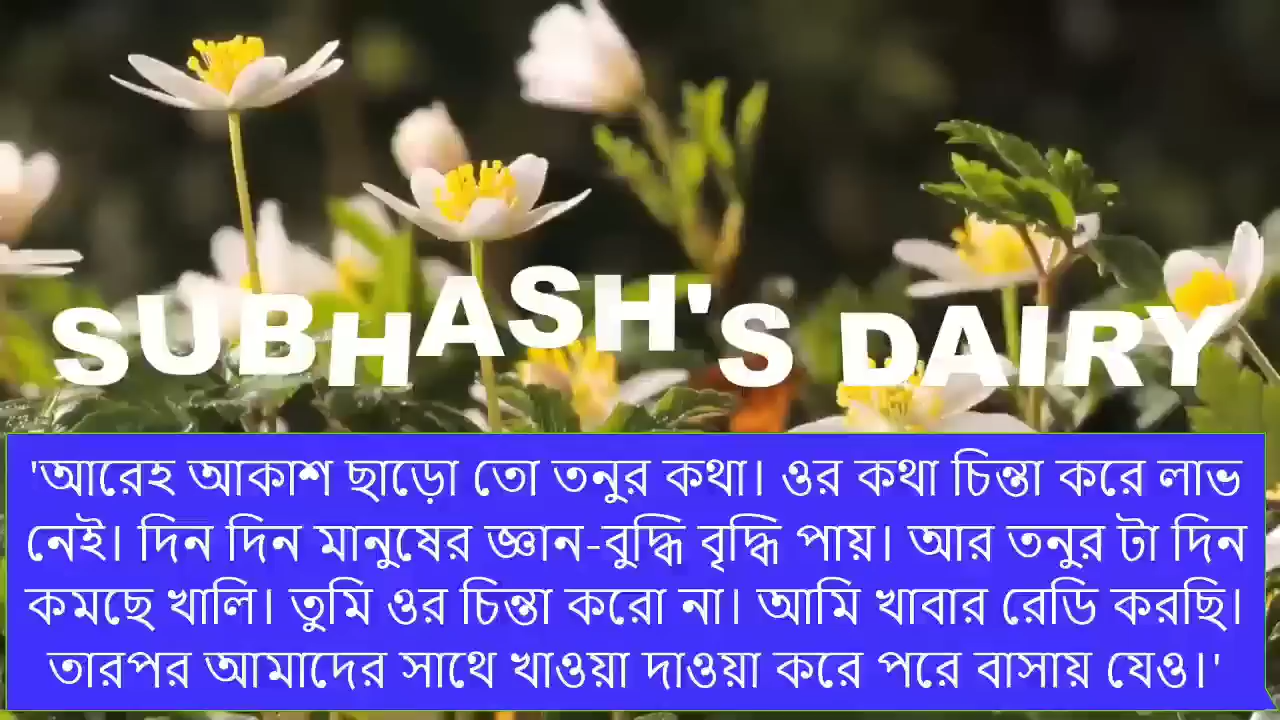 SUBHASH'S DAIRY
'আরেহ আকাশ ছাড়ো তো তনুর কথা। ওর কথা চিন্তা করে লাভ
নেই। দিন দিন মানুষের জ্ঞান-বুদ্ধি বৃদ্ধি পায়। আর তনুর টা দিন
কমছে খালি। তুমি ওর চিন্তা করো না। আমি খাবার রেডি করছি।
তারপর আমাদের সাথে খাওয়া দাওয়া করে পরে বাসায় যেও।'